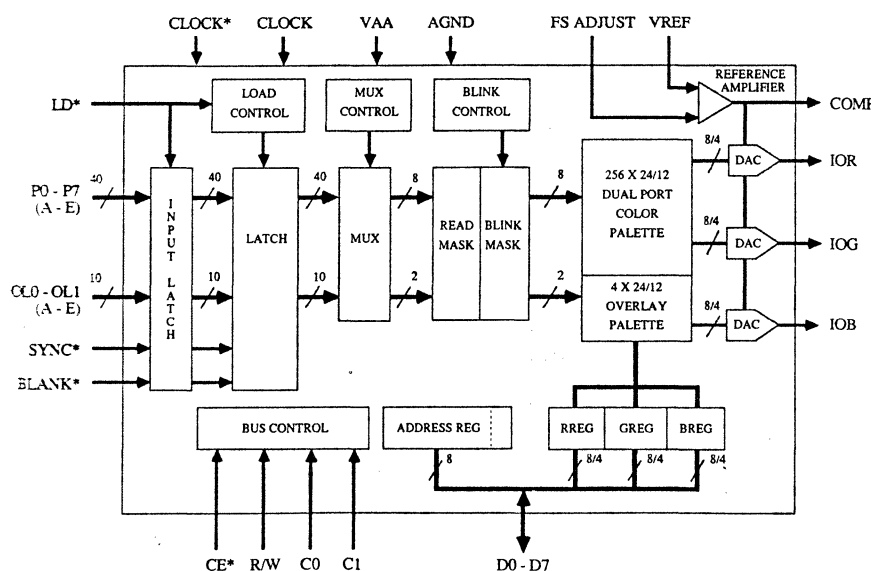 CLOCK* CLOCK VAA AGND FS ADJUST VREF
REFERENCE
AMPLIFIER
LD*
LOAD
CONTROL
MUX
CONTROL
BLINK
CONTROL
COMP
40 40 40 8 8 8/4
P0 - P7
(A - E)
INPUT LATCH
LATCH
MUX
READ
MASK
BLINK
MASK
256 X 24/12
DUAL PORT
COLOR
PALETTE
DAC
IOR
8/4
DAC
IOG
10 10 10 2 2
OL0 - OL1
(A - E)
4 X 24/12
OVERLAY
PALETTE
8/4
DAC
IOB
SYNC*
BLANK*
BUS CONTROL
ADDRESS REG
RREG GREG BREG
8 8/4 8/4 8/4
CE* R/W C0 C1 D0 - D7